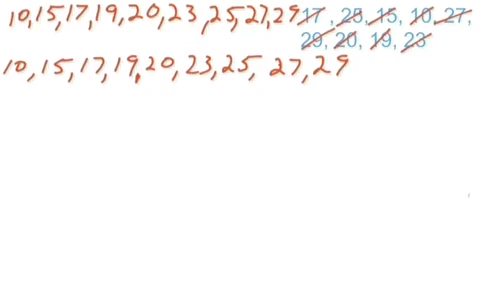 10, 15, 17, 19, 20, 23, 25, 27, 29 17, 25, 15, 10, 27,
29, 20, 19, 23
10, 15, 17, 19, 20, 23, 25, 27, 29